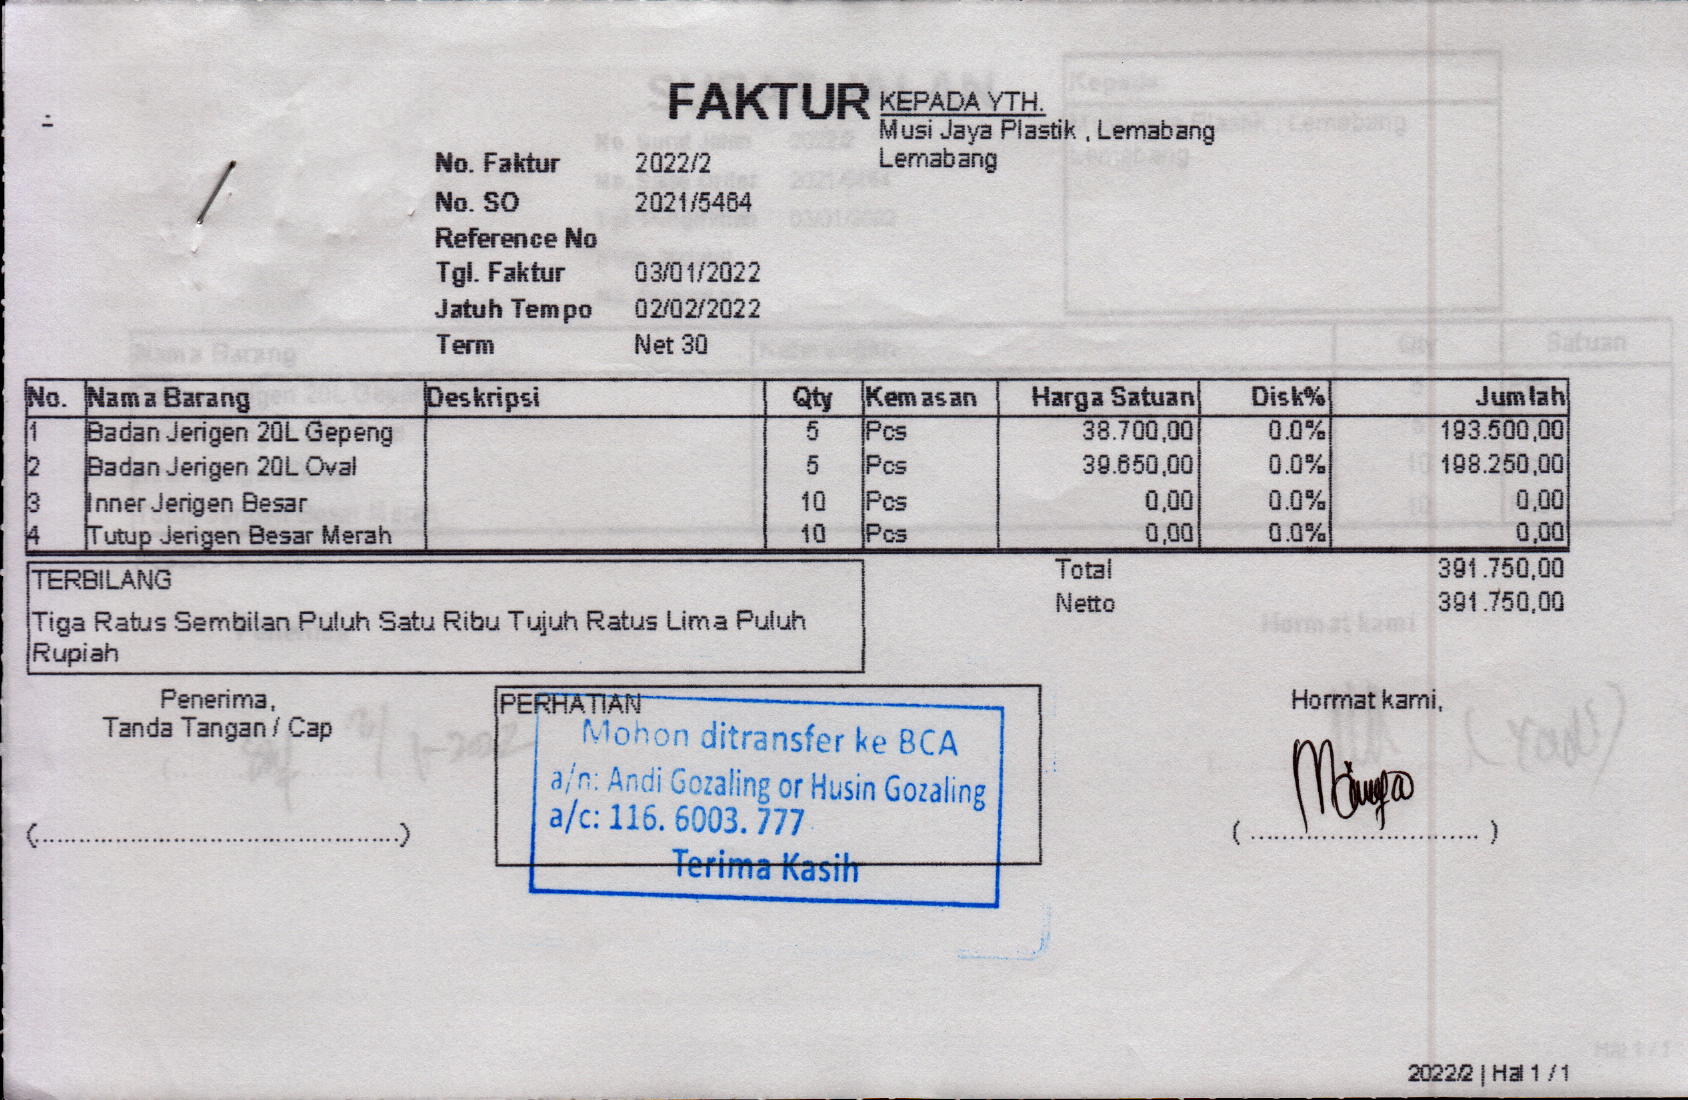 FAKTUR
KEPADA YTH.
Musi Jaya Plastik , Lemabang
Lemabang
No. Faktur 2022/2
No. SO 2021/5464
Reference No
Tgl. Faktur 03/01/2022
Jatuh Tempo 02/02/2022
Term Net 30
No. Nama Barang Deskripsi Qty Kemasan Harga Satuan Disk% Jumlah
1 Badan Jerigen 20L Gepeng 5 Pcs 38.700,00 0.0% 193.500,00
2 Badan Jerigen 20L Oval 5 Pcs 39.650,00 0.0% 198.250,00
3 Inner Jerigen Besar 10 Pcs 0,00 0.0% 0,00
4 Tutup Jerigen Besar Merah 10 Pcs 0,00 0.0% 0,00
Total 391.750,00
Netto 391.750,00
TERBILANG
Tiga Ratus Sembilan Puluh Satu Ribu Tujuh Ratus Lima Puluh
Rupiah
Penerima,
Tanda Tangan / Cap
(...........................................)
PERHATIAN
Mohon ditransfer ke BCA
a/n: Andi Gozaling or Husin Gozaling
a/c: 116. 6003. 777
Terima Kasih
Hormat kami,
( ........................... )
2022/2 | Hal 1 / 1